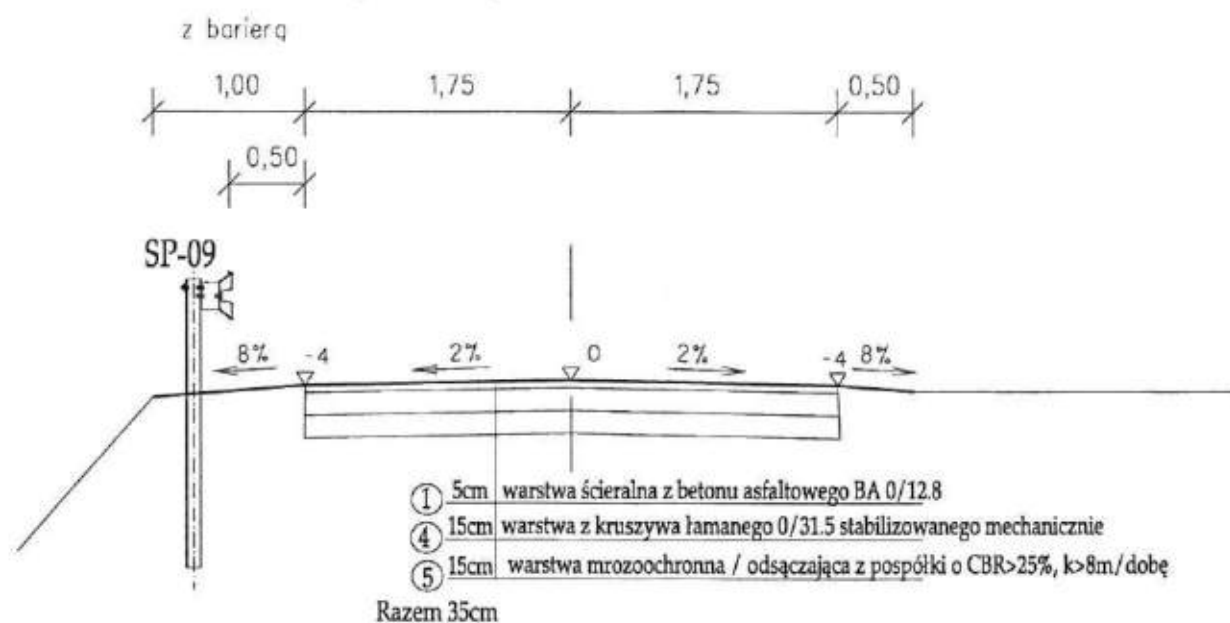 z barierą
1,00 1,75 1,75 0,50
0,50
SP-09
8% -4 2% 0 2% -4 8%
1 5cm warstwa ścieralna z betonu asfaltowego BA 0/12.8
4 15cm warstwa z kruszywa łamanego 0/31.5 stabilizowanego mechanicznie
5 15cm warstwa mrozoochronna / odsączająca z pospółki o CBR>25%, k>8m/dobę
Razem 35cm